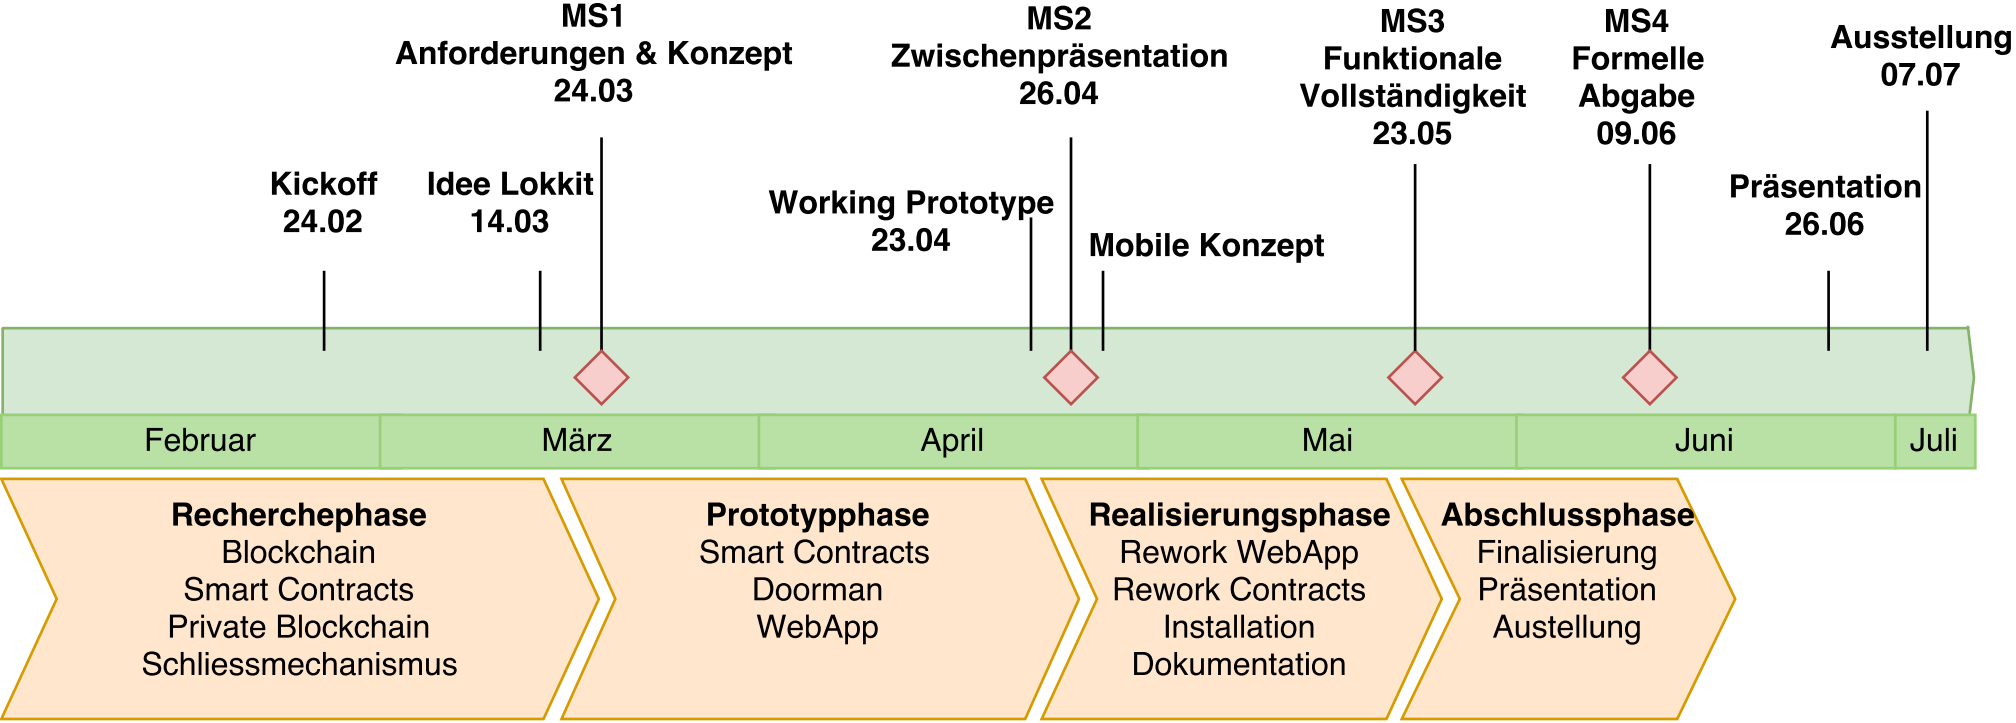 MS1
Anforderungen & Konzept
24.03
MS2
Zwischenpräsentation
26.04
MS3
Funktionale
Vollständigkeit
23.05
MS4
Formelle
Abgabe
09.06
Ausstellung
07.07
Kickoff
24.02
Idee Lokkit
14.03
Working Prototype
23.04
Mobile Konzept
Präsentation
26.06
Februar
März
April
Mai
Juni
Juli
Recherchephase
Blockchain
Smart Contracts
Private Blockchain
Schliessmechanismus
Prototypphase
Smart Contracts
Doorman
WebApp
Realisierungsphase
Rework WebApp
Rework Contracts
Installation
Dokumentation
Abschlussphase
Finalisierung
Präsentation
Austellung